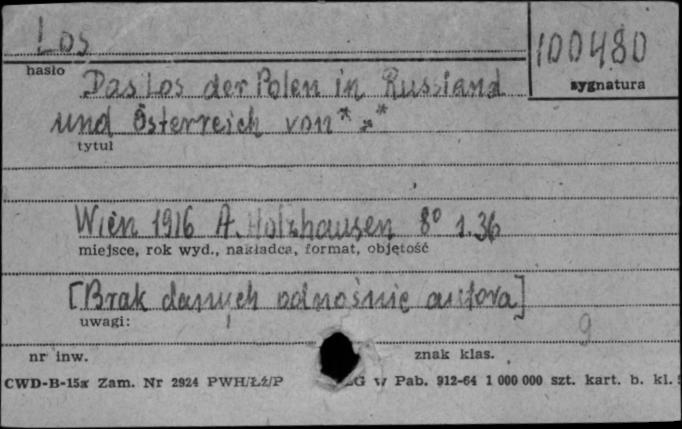 Los
100480
hasło
sygnatura
Das Los der Polen in Russland
und Österreich von * * *
tytuł
Wien 1916 A. Holzhausen 8° s. 36
miejsce, rok wyd., nakładca, format, objętość
[Brak danych odnośnie autora]
uwagi:
9
nr inw.
znak klas.
CWD-B-15a Zam. Nr 2924 PWH/Łź/P G w Pab. 912-64 1 000 000 szt. kart. b. kl.